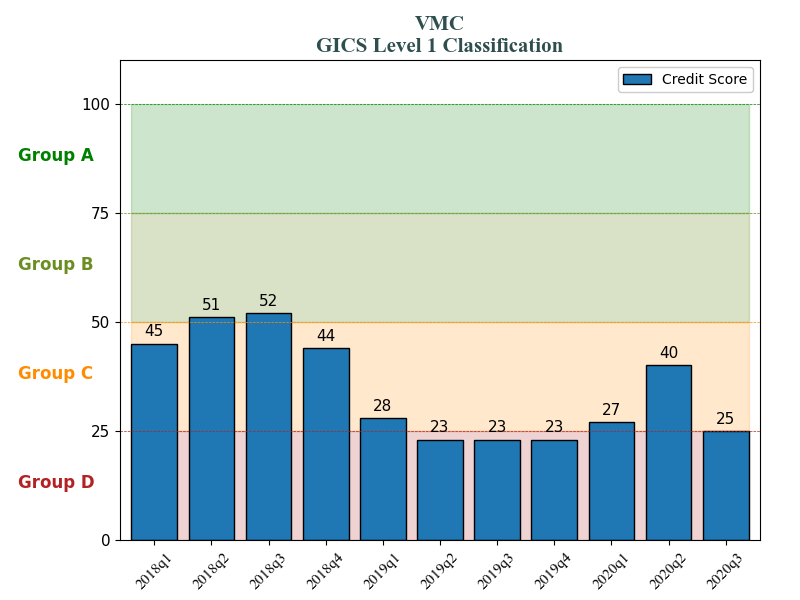 VMC
GICS Level 1 Classification
Credit Score
100
Group A
75
Group B
52
51
50
45
44
40
Group C
28
27
25
25
23
23
23
Group D
0
2018q1 2018q2 2018q3 2018q4 2019q1 2019q2 2019q3 2019q4 2020q1 2020q2 2020q3